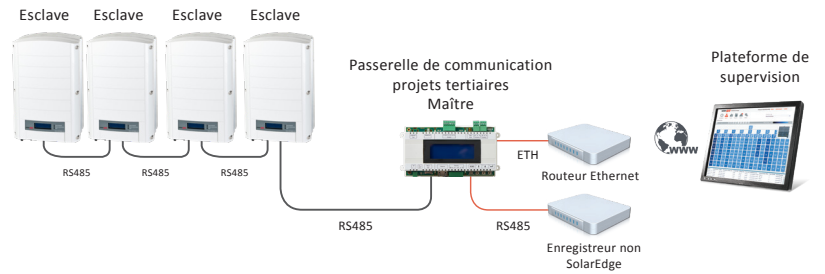 Esclave
Esclave
Esclave
Esclave
Passerelle de communication
projets tertiaires
Maître
Plateforme de
supervision
WWW
ETH
RS485
RS485
RS485
Routeur Ethernet
RS485
RS485
Enregistreur non
SolarEdge